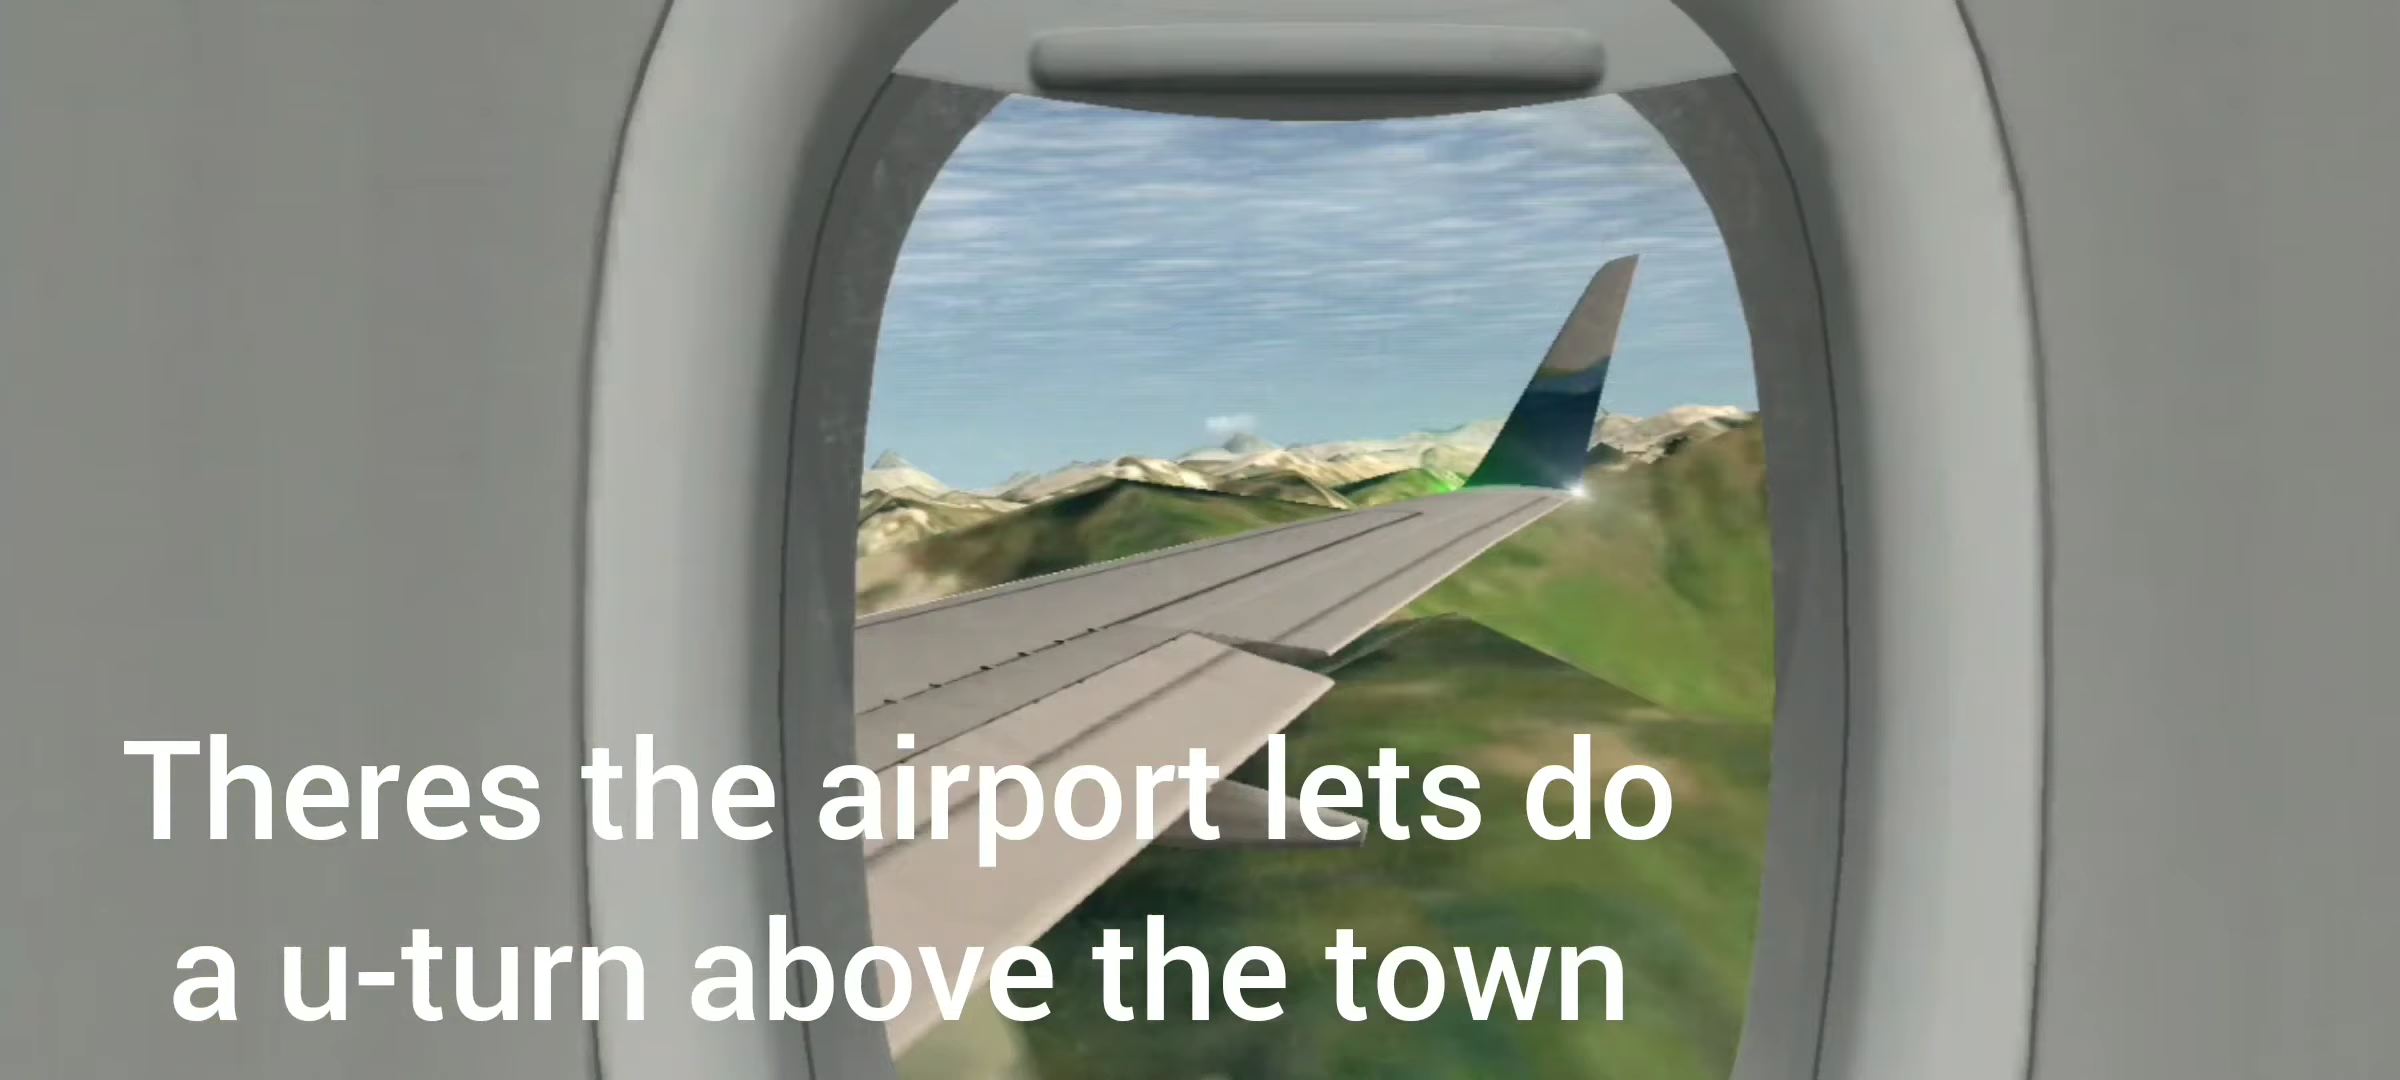 Theres the airport lets do
a u-turn above the town